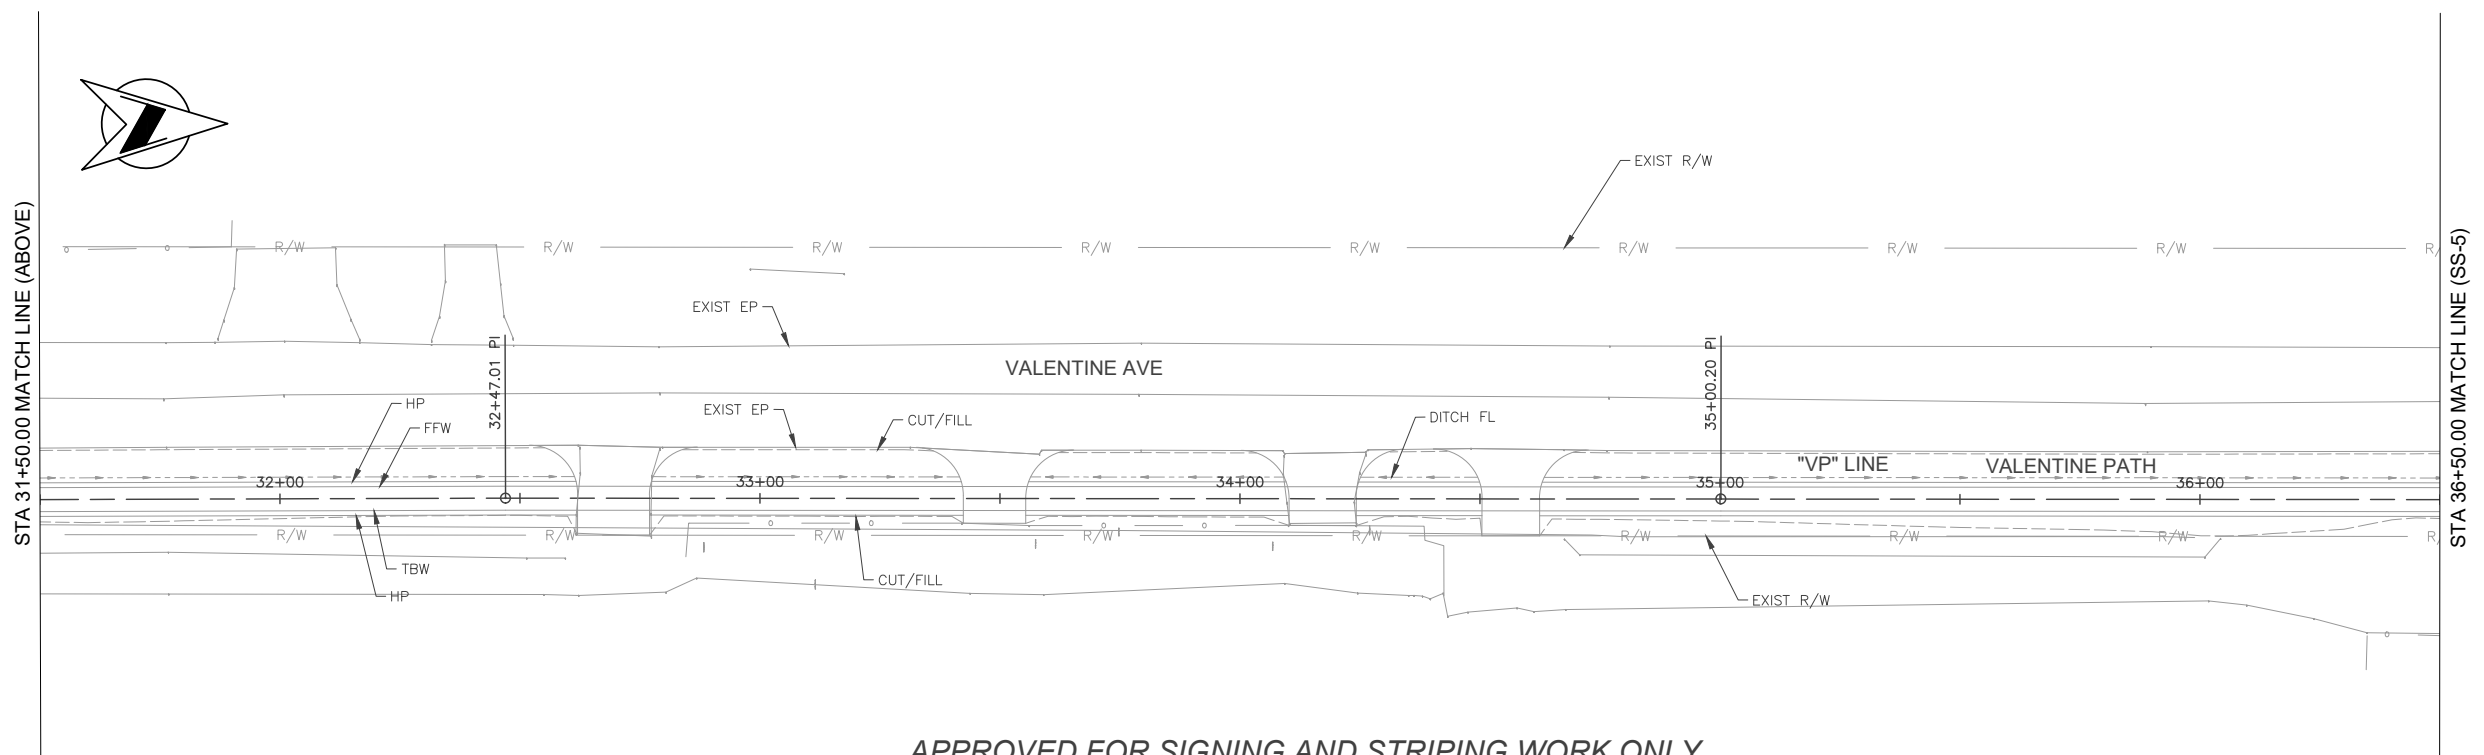 STA 31+50.00 MATCH LINE (ABOVE)
EXIST R/W
R/W R/W R/W R/W R/W R/W R/W R/W R/
EXIST EP
32+47.01 PI
VALENTINE AVE
35+00.20 PI
HP
EXIST EP
CUT/FILL
DITCH FL
FFW
"VP" LINE
VALENTINE PATH
32+00
33+00
34+00
35+00
36+00
R/W R/W R/W R/W R/W R/W R/W R/W R/
TBW
CUT/FILL
HP
EXIST R/W
STA 36+50.00 MATCH LINE (SS-5)
APPROVED FOR SIGNING AND STRIPING WORK ONLY